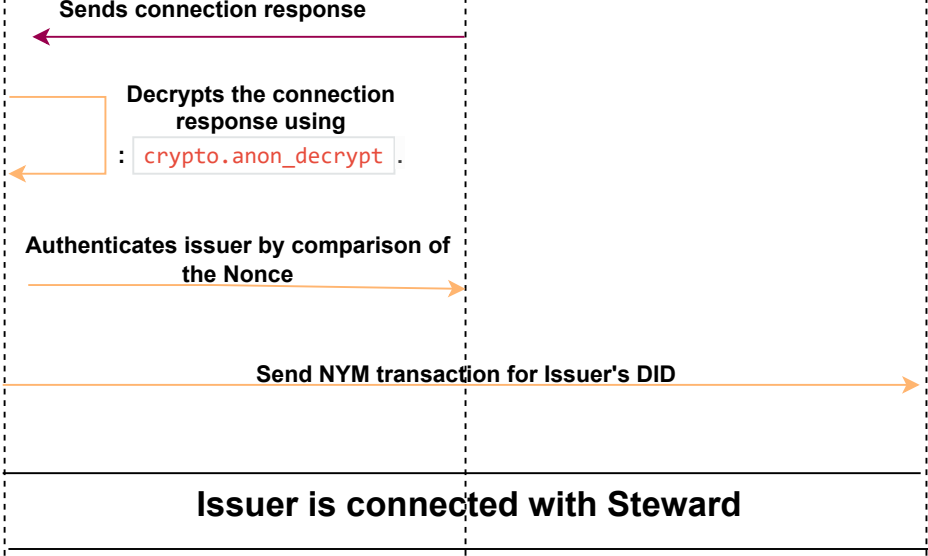 Sends connection response
Decrypts the connection
response using
: crypto.anon_decrypt .
Authenticates issuer by comparison of
the Nonce
Send NYM transaction for Issuer's DID
Issuer is connected with Steward